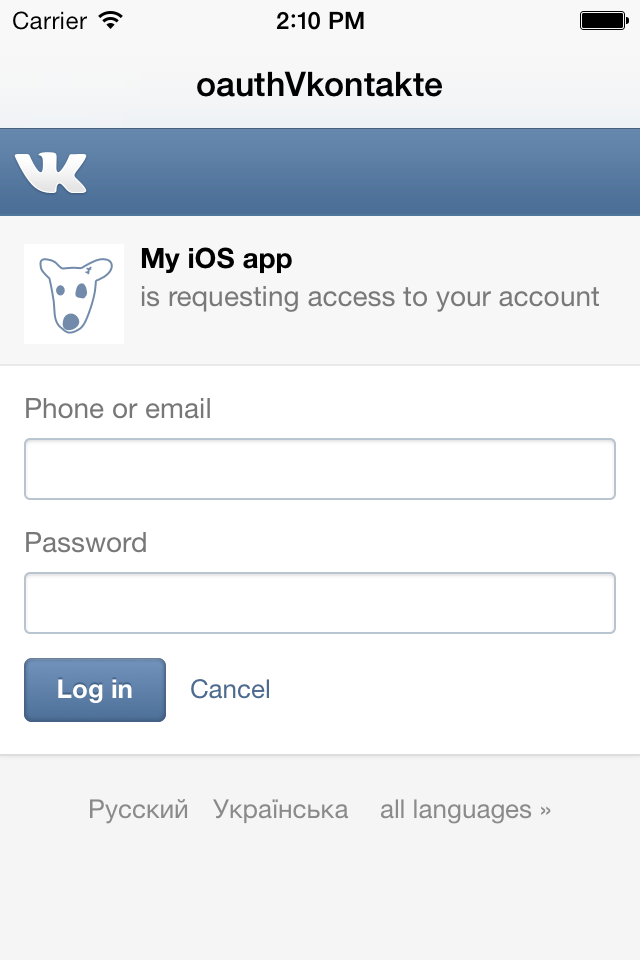 Carrier 2:10 PM
oauthVkontakte
VK
My iOS app
is requesting access to your account
Phone or email
Password
Log in Cancel
Русский Українська all languages »